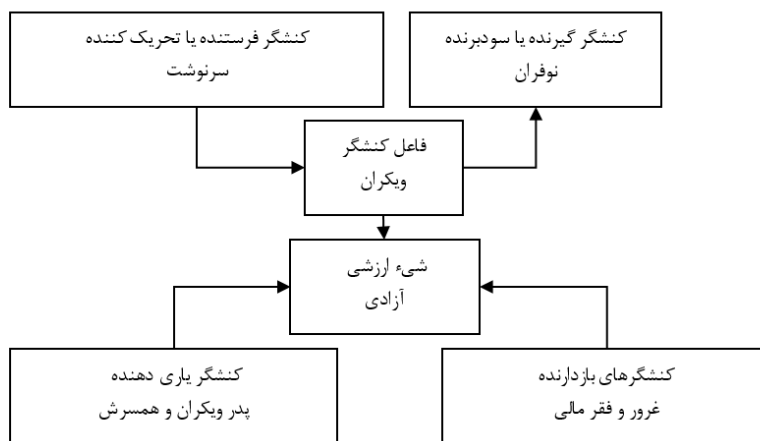 کنشگر گیرنده یا سودبرنده
نوفران
کنشگر فرستنده یا تحریک کننده
سرنوشت
فاعل کنشگر
ویکران
شیء ارزشی
آزادی
کنشگرهای بازدارنده
غرور و فقر مالی
کنشگر یاری دهنده
پدر ویکران و همسرش